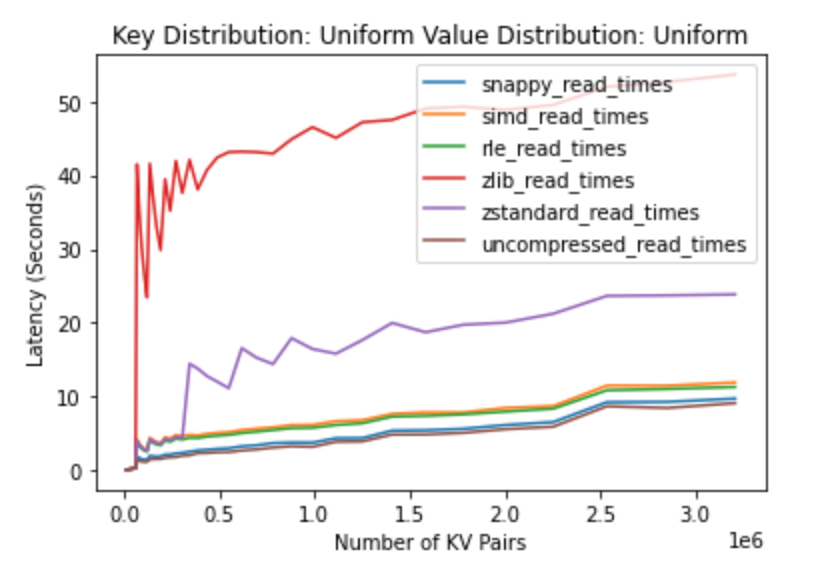 Key Distribution: Uniform Value Distribution: Uniform
snappy_read_times
simd_read_times
rle_read_times
zlib_read_times
zstandard_read_times
uncompressed_read_times
Latency (Seconds)
50
40
30
20
10
0
0.0 0.5 1.0 1.5 2.0 2.5 3.0
1e6
Number of KV Pairs